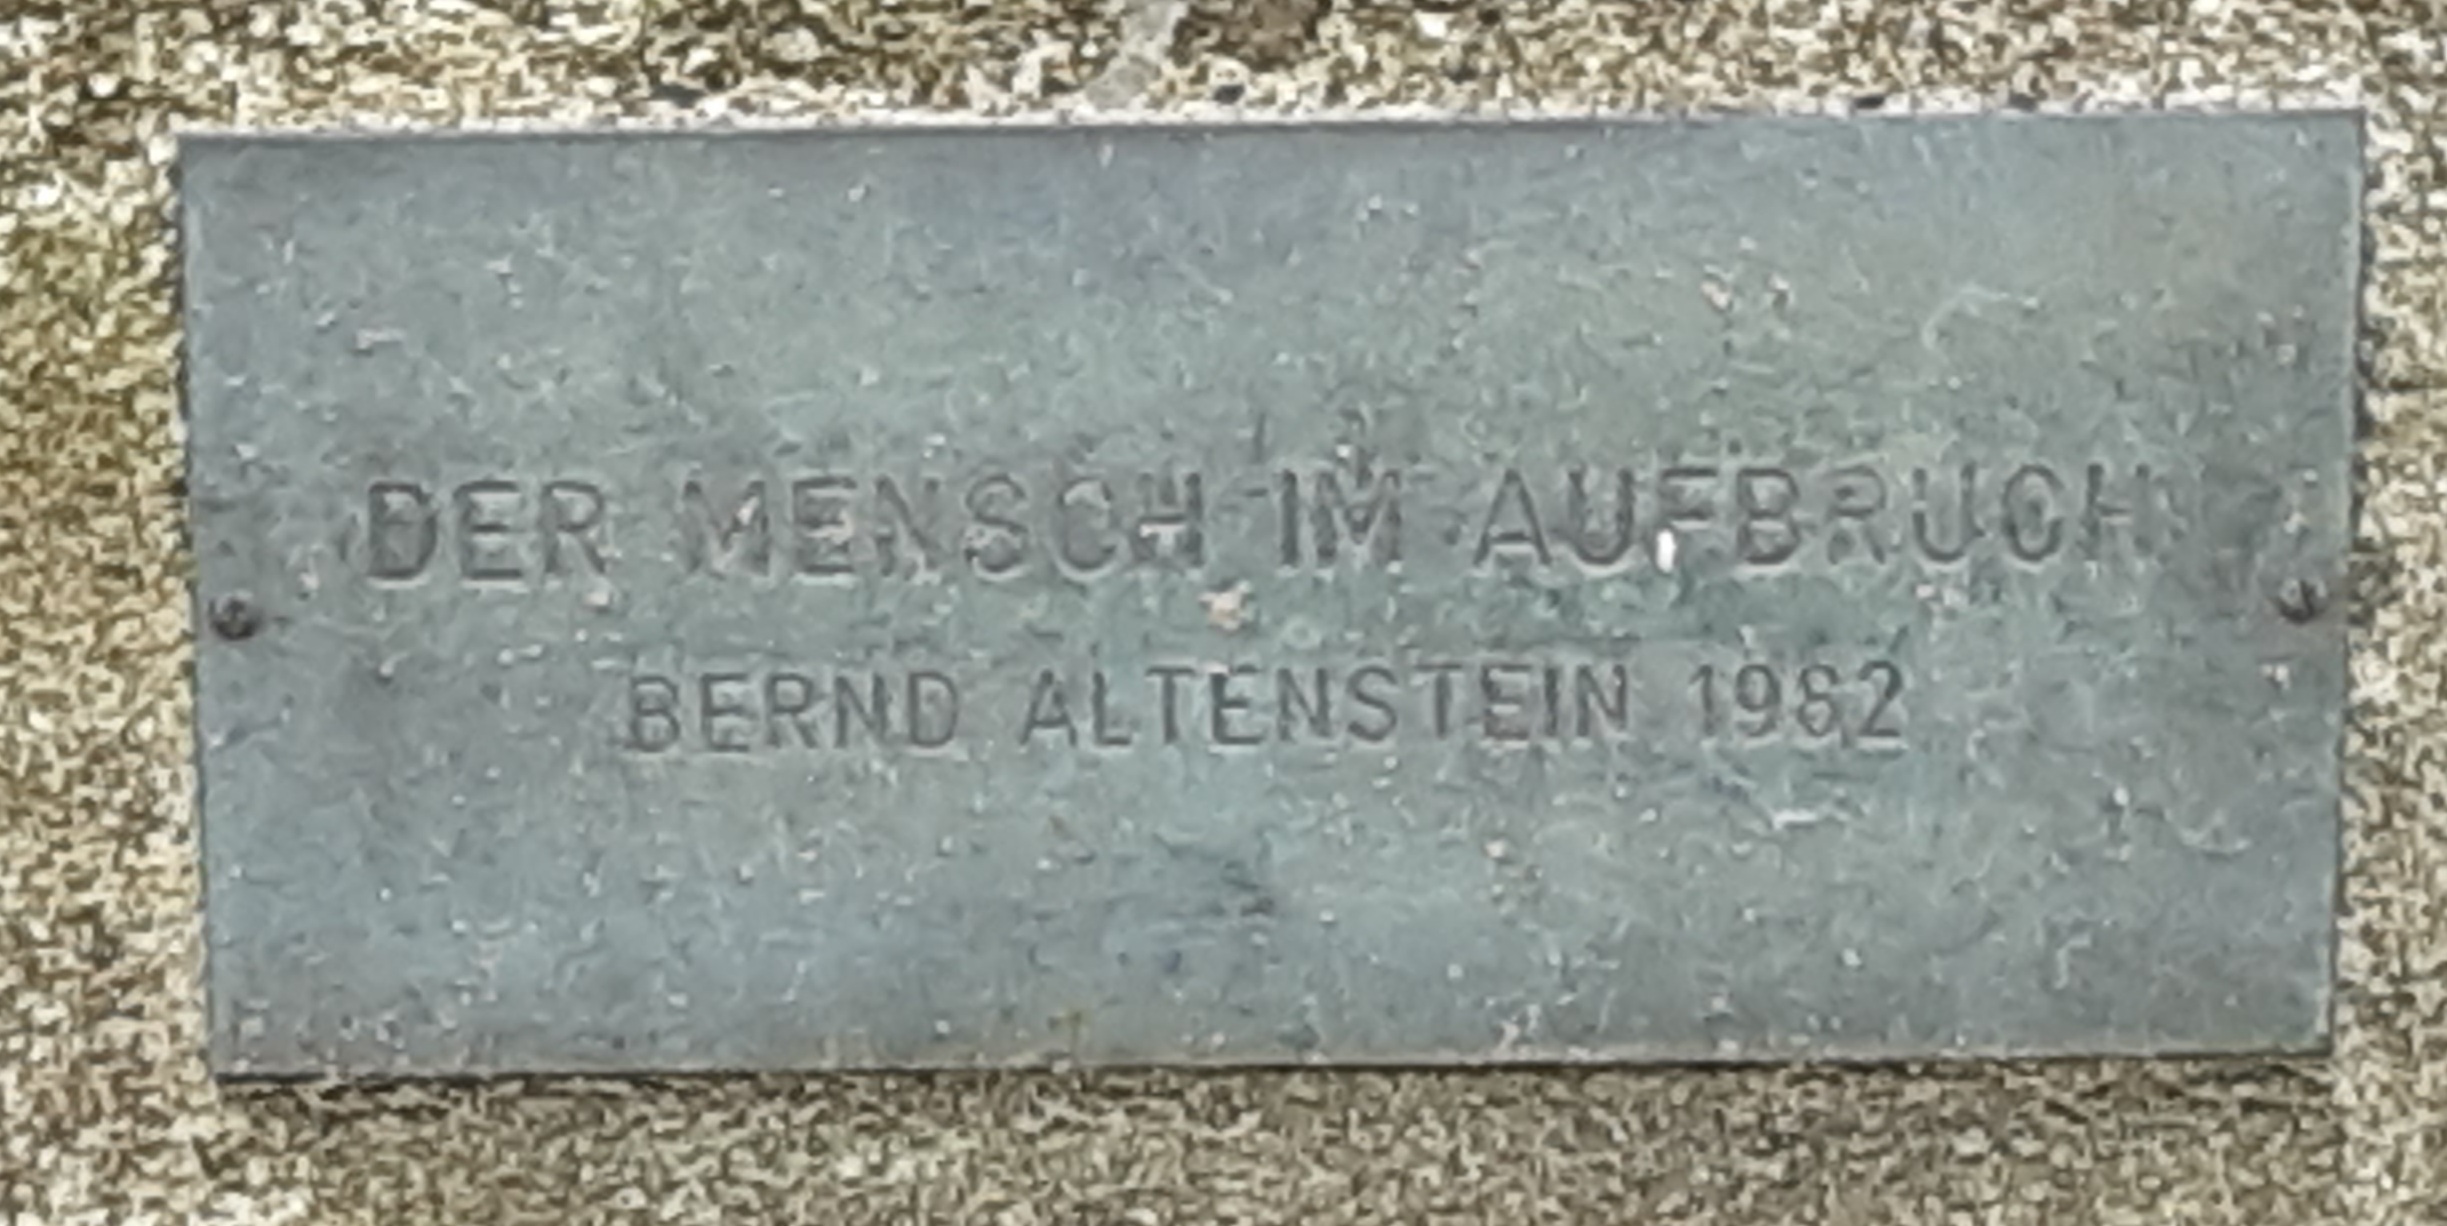 DER MENSCH IM AUFBRUCH
BERND ALTENSTEIN 1982